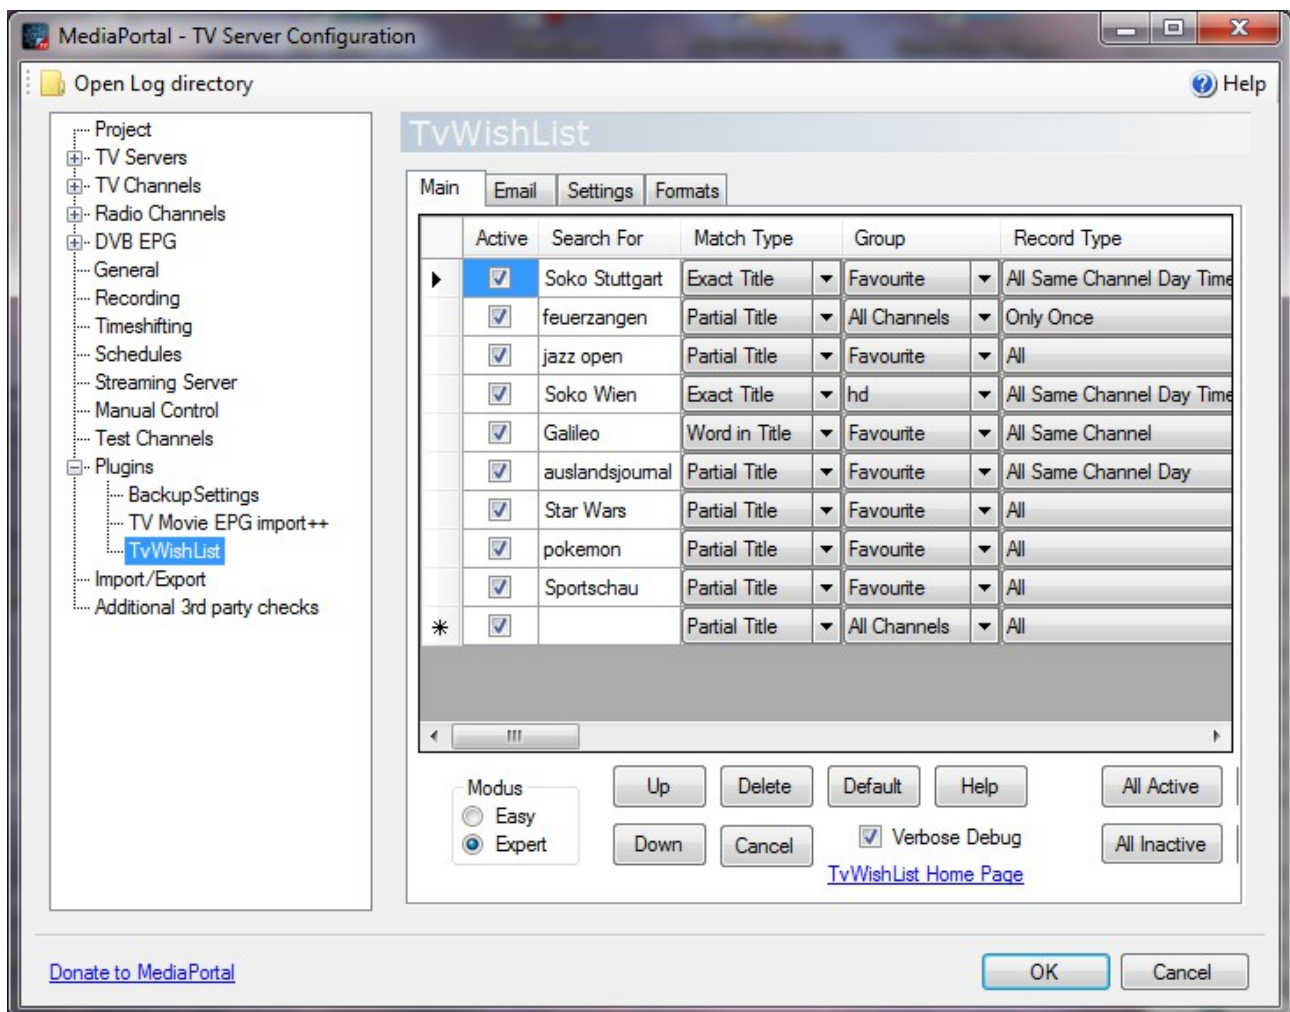 MediaPortal - TV Server Configuration
Open Log directory
Help
Project
TV Servers
TV Channels
Radio Channels
DVB EPG
General
Recording
Timeshifting
Schedules
Streaming Server
Manual Control
Test Channels
Plugins
BackupSettings
TV Movie EPG import++
TvWishList
Import/Export
Additional 3rd party checks
TvWishList
Main Email Settings Formats
Active Search For Match Type Group Record Type
Soko Stuttgart Exact Title Favourite All Same Channel Day Time
feuerzangen Partial Title All Channels Only Once
jazz open Partial Title Favourite All
Soko Wien Exact Title hd All Same Channel Day Time
Galileo Word in Title Favourite All Same Channel
auslandsjournal Partial Title Favourite All Same Channel Day
Star Wars Partial Title Favourite All
pokemon Partial Title Favourite All
Sportschau Partial Title Favourite All
Partial Title All Channels All
Modus
Easy
Expert
Up Delete Default Help All Active
Down Cancel Verbose Debug All Inactive
TvWishList Home Page
Donate to MediaPortal
OK Cancel